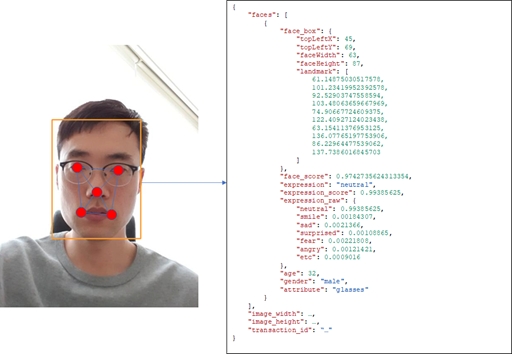 {
"faces": [
{
"face_box": {
"topLeftX": 45,
"topLeftY": 69,
"faceWidth": 63,
"faceHeight": 87,
"landmark": [
61.14875030517578,
101.23419952392578,
92.52903747558594,
103.48063659667969,
74.90667724609375,
122.40927124023438,
63.15411376953125,
136.07765197753906,
86.22964477539062,
137.7386016845703
]
},
"face_score": 0.9742735624313354,
"expression": "neutral",
"expression_score": 0.99385625,
"expression_raw": {
"neutral": 0.99385625,
"smile": 0.00184307,
"sad": 0.0021366,
"surprised": 0.00108865,
"fear": 0.00221808,
"angry": 0.00121421,
"etc": 0.0009016
},
"age": 32,
"gender": "male",
"attribute": "glasses"
}
],
"image_width": …,
"image_height": …,
"transaction_id": "…"
}